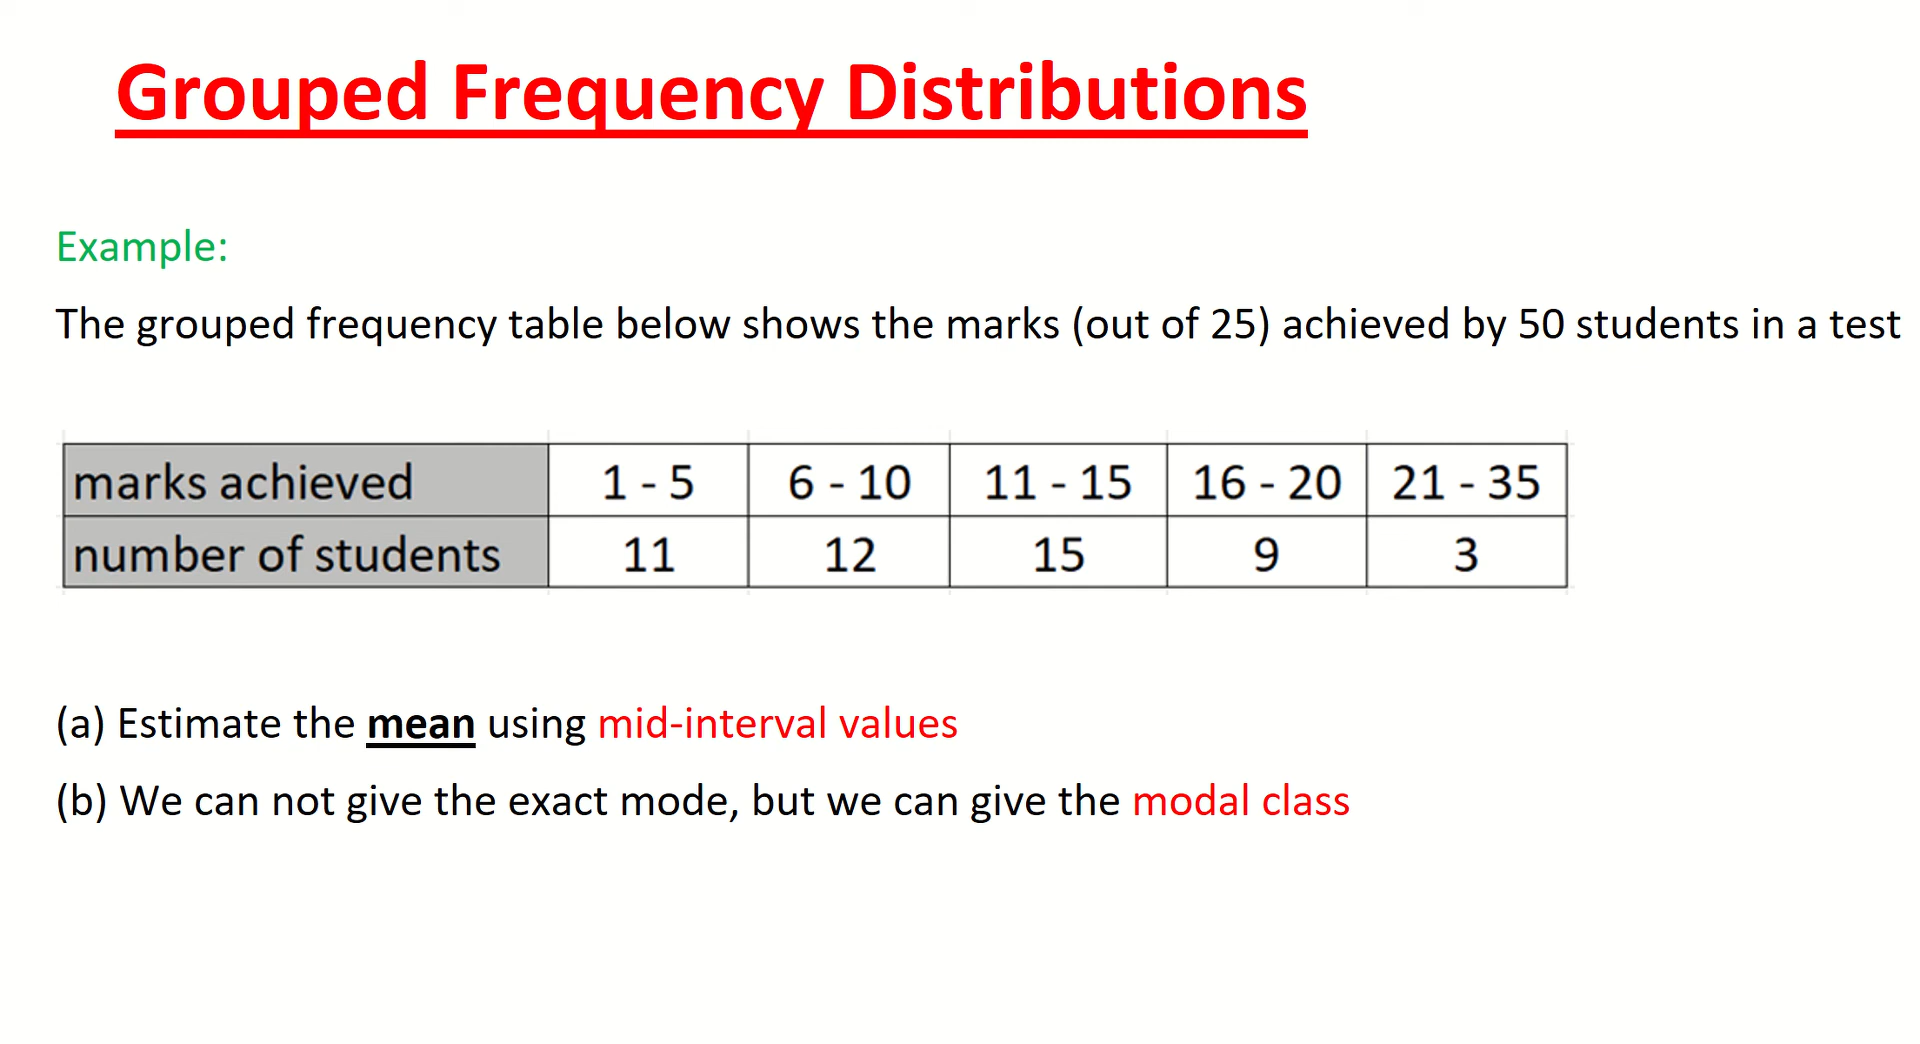 Grouped Frequency Distributions
Example:
The grouped frequency table below shows the marks (out of 25) achieved by 50 students in a test
marks achieved 1 - 5 6 - 10 11 - 15 16 - 20 21 - 35
number of students 11 12 15 9 3
(a) Estimate the mean using mid-interval values
(b) We can not give the exact mode, but we can give the modal class